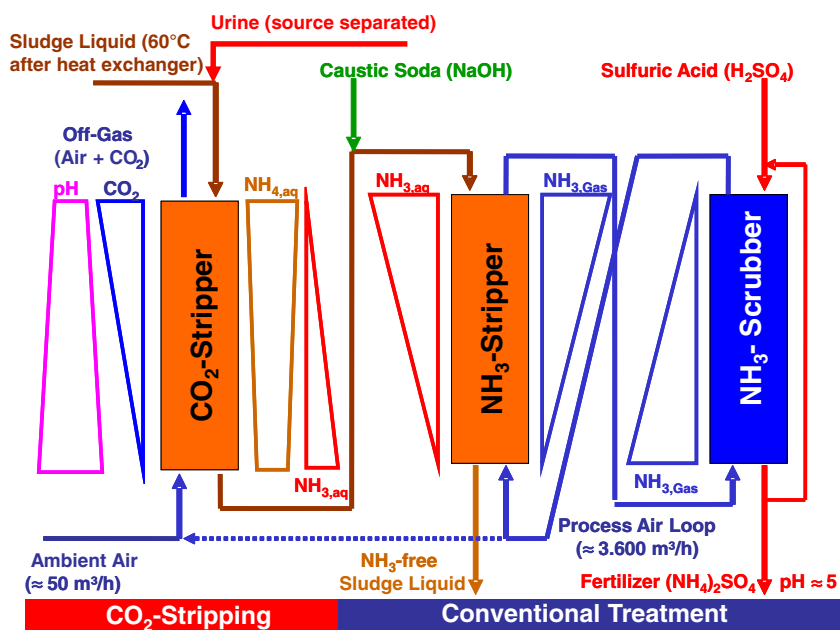 Urine (source separated)
Sludge Liquid (60°C
after heat exchanger)
Caustic Soda (NaOH)
Sulfuric Acid (H₂SO₄)
Off-Gas
(Air + CO₂)
pH
CO₂
NH₄,aq
NH₃,aq
NH₃,Gas
CO₂-Stripper
NH₃-Stripper
NH₃- Scrubber
NH₃,aq
NH₃,Gas
Process Air Loop
(≈ 3.600 m³/h)
Ambient Air
(≈ 50 m³/h)
NH₃-free
Sludge Liquid
Fertilizer (NH₄)₂SO₄ pH ≈ 5
CO₂-Stripping
Conventional Treatment